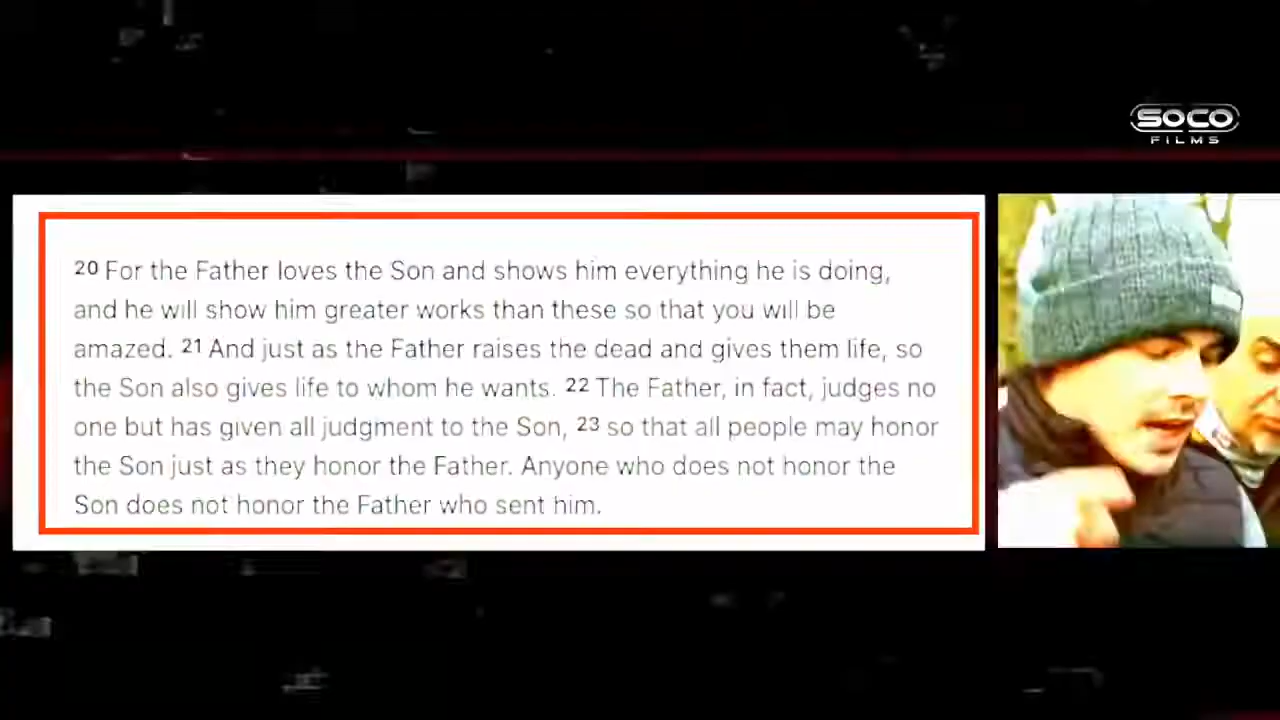 SOCO
FILMS
20 For the Father loves the Son and shows him everything he is doing,
and he will show him greater works than these so that you will be
amazed. 21 And just as the Father raises the dead and gives them life, so
the Son also gives life to whom he wants. 22 The Father, in fact, judges no
one but has given all judgment to the Son, 23 so that all people may honor
the Son just as they honor the Father. Anyone who does not honor the
Son does not honor the Father who sent him.